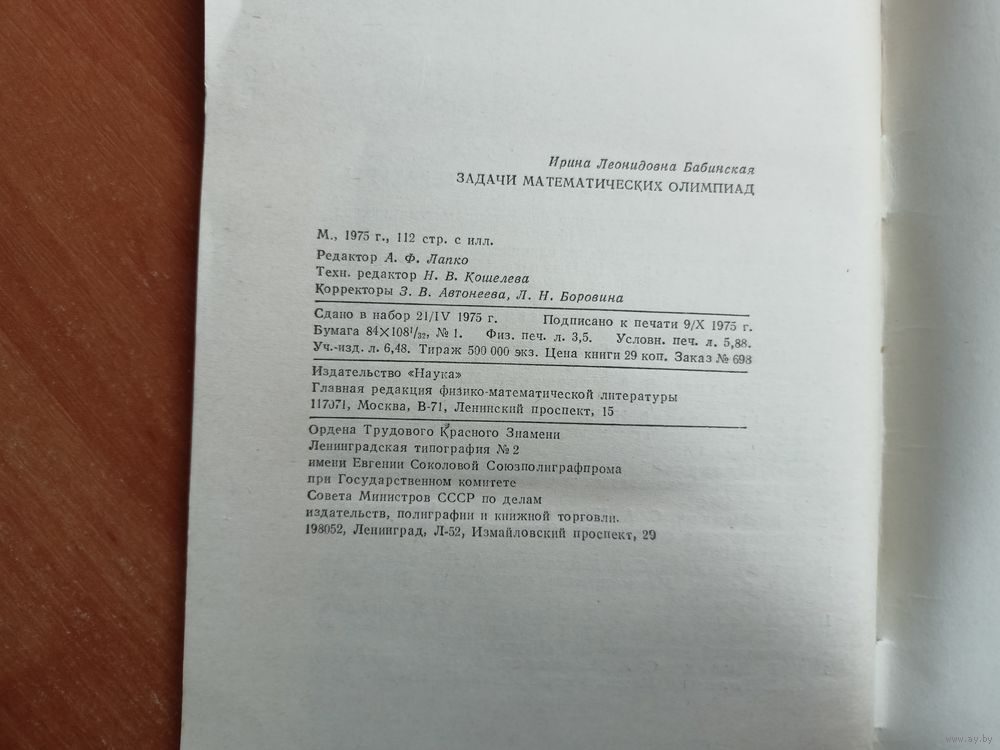 Ирина Леонидовна Бабинская
ЗАДАЧИ МАТЕМАТИЧЕСКИХ ОЛИМПИАД
М., 1975 г., 112 стр. с илл.
Редактор А. Ф. Лапко
Техн. редактор Н. В. Кошелева
Корректоры З. В. Автонеева, Л. Н. Боровина
Сдано в набор 21/IV 1975 г. Подписано к печати 9/X 1975 г.
Бумага 84×108¹/₃₂, № 1. Физ. печ. л. 3,5. Условн. печ. л. 5,88.
Уч.-изд. л. 6,48. Тираж 500 000 экз. Цена книги 29 коп. Заказ № 698
Издательство «Наука»
Главная редакция физико-математической литературы
117071, Москва, В-71, Ленинский проспект, 15
Ордена Трудового Красного Знамени
Ленинградская типография № 2
имени Евгении Соколовой Союзполиграфпрома
при Государственном комитете
Совета Министров СССР по делам
издательств, полиграфии и книжной торговли.
198052, Ленинград, Л-52, Измайловский проспект, 29
www.ay.by